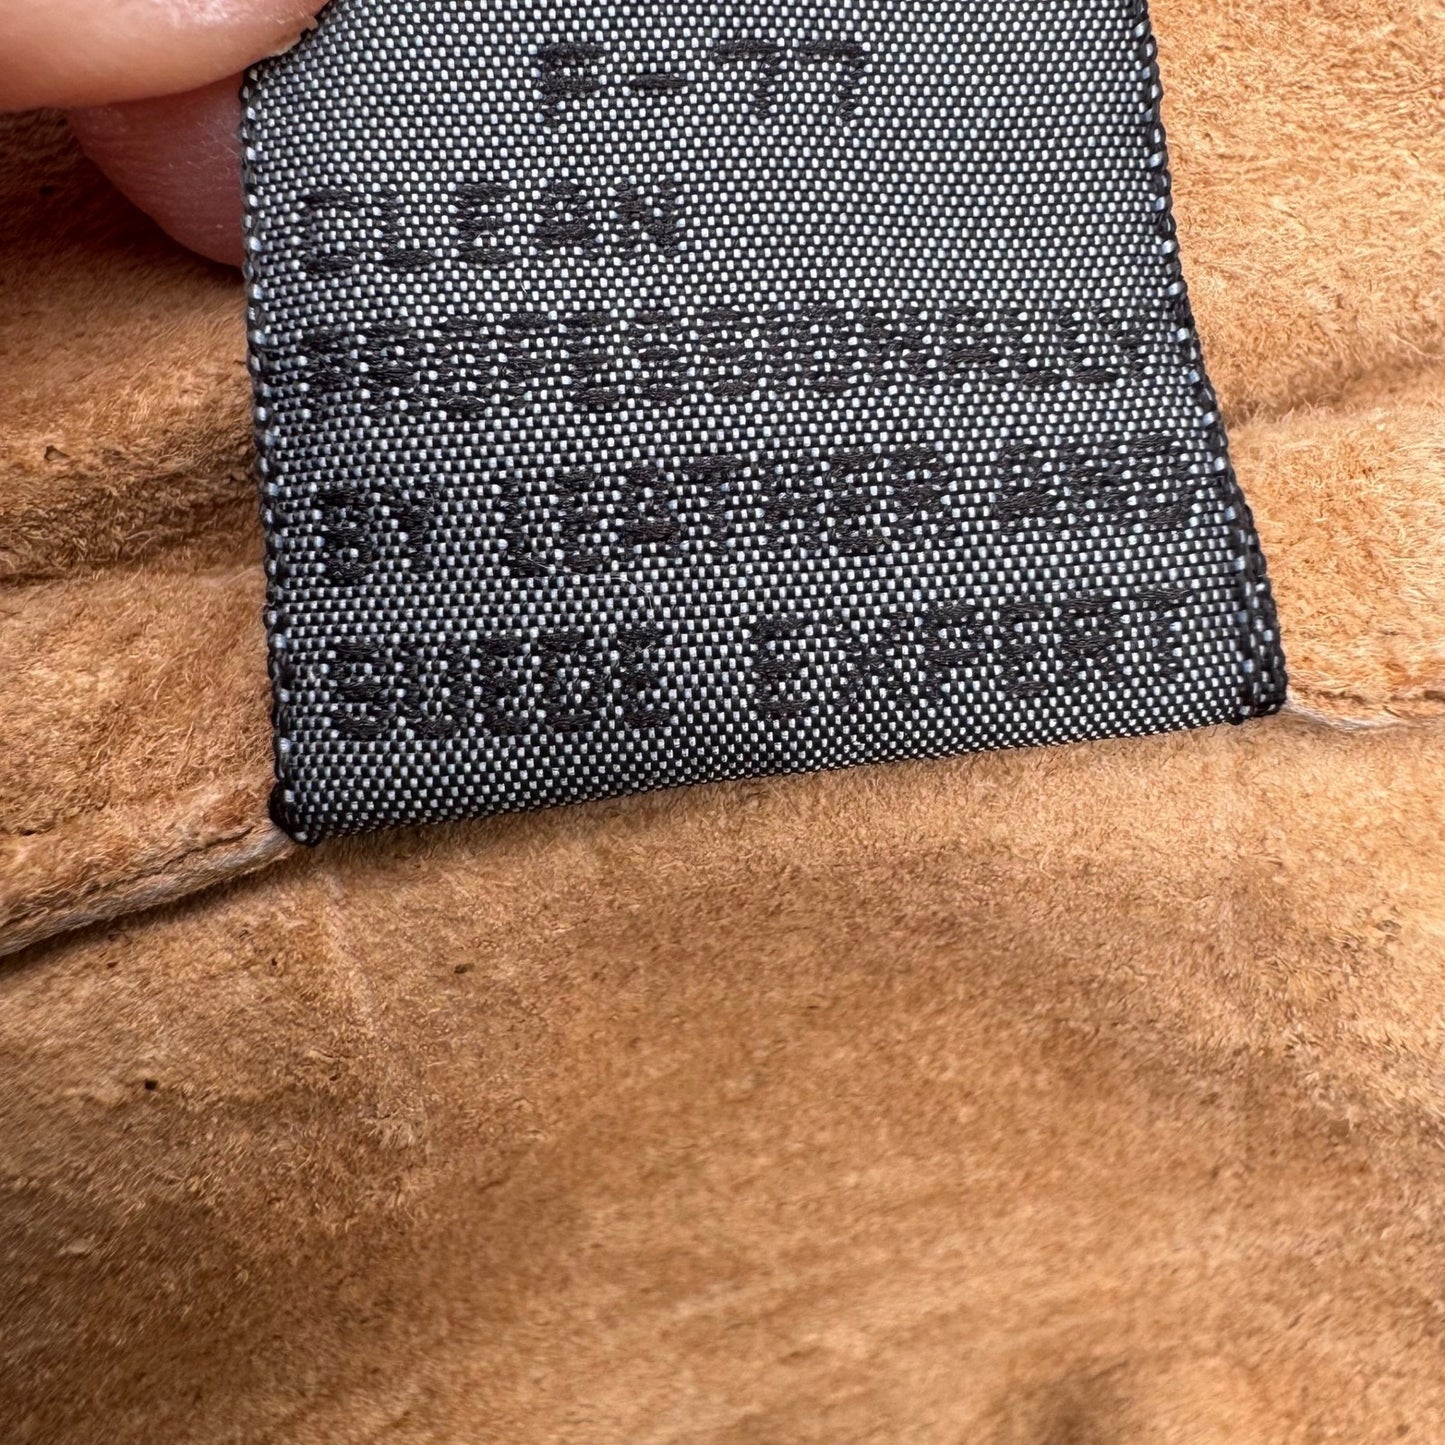 F-77
CLEAN
PROFESSIONALLY
BY LEATHER AND
SUEDE EXPERT